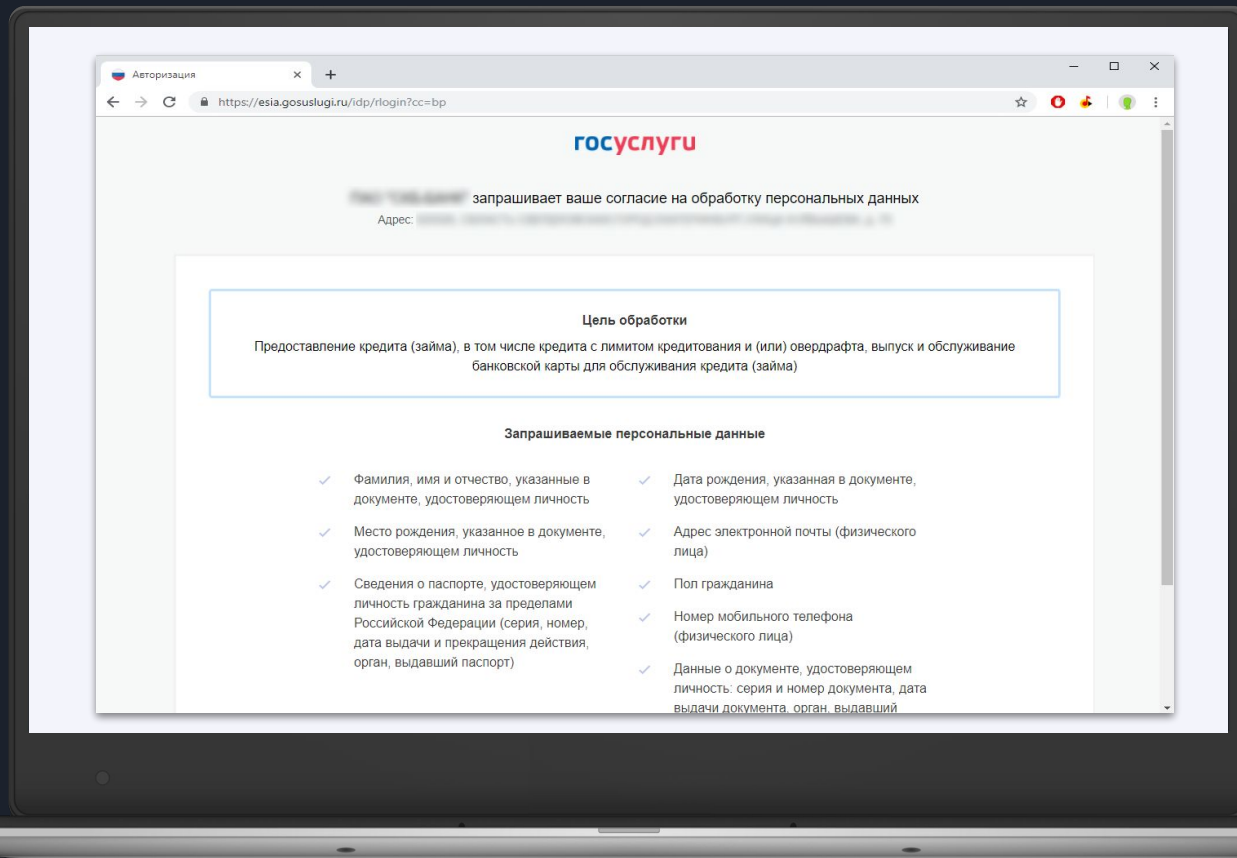 Авторизация
https://esia.gosuslugi.ru/idp/rlogin?cc=bp
госуслуги
запрашивает ваше согласие на обработку персональных данных
Адрес:
Цель обработки
Предоставление кредита (займа), в том числе кредита с лимитом кредитования и (или) овердрафта, выпуск и обслуживание
банковской карты для обслуживания кредита (займа)
Запрашиваемые персональные данные
Фамилия, имя и отчество, указанные в
документе, удостоверяющем личность
Место рождения, указанное в документе,
удостоверяющем личность
Сведения о паспорте, удостоверяющем
личность гражданина за пределами
Российской Федерации (серия, номер,
дата выдачи и прекращения действия,
орган, выдавший паспорт)
Дата рождения, указанная в документе,
удостоверяющем личность
Адрес электронной почты (физического
лица)
Пол гражданина
Номер мобильного телефона
(физического лица)
Данные о документе, удостоверяющем
личность: серия и номер документа, дата
выдачи документа, орган, выдавший